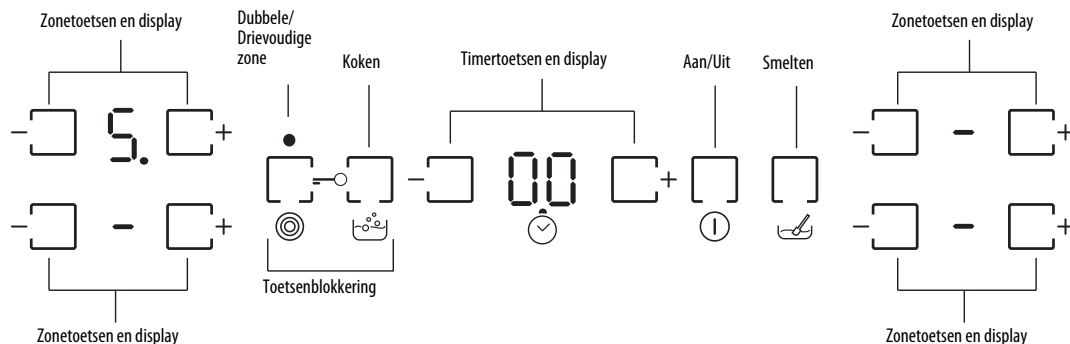 Zonetoetsen en display
Dubbele/
Drievoudige
zone
Koken
Timertoetsen en display
Aan/Uit
Smelten
Zonetoetsen en display
− 5. +
− 00 +
− - +
− - +
− - +
Toetsenblokkering
Zonetoetsen en display
Zonetoetsen en display